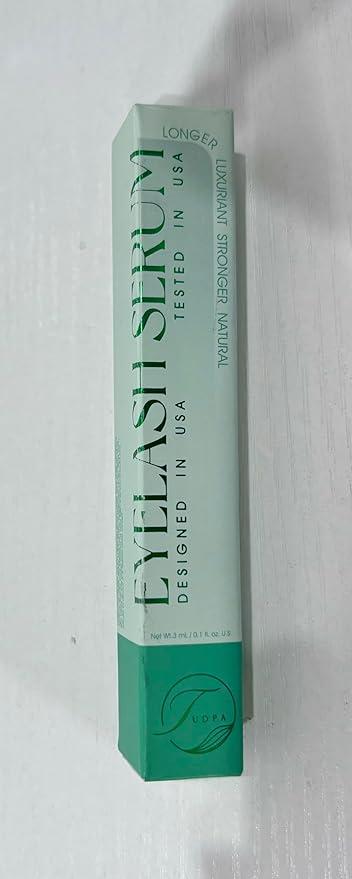 LONGER LUXURIANT STRONGER NATURAL
EYELASH SERUM
DESIGNED IN USA TESTED IN USA
Net Wt.3 mL / 0.1 fl. oz. U.S
TUDPA